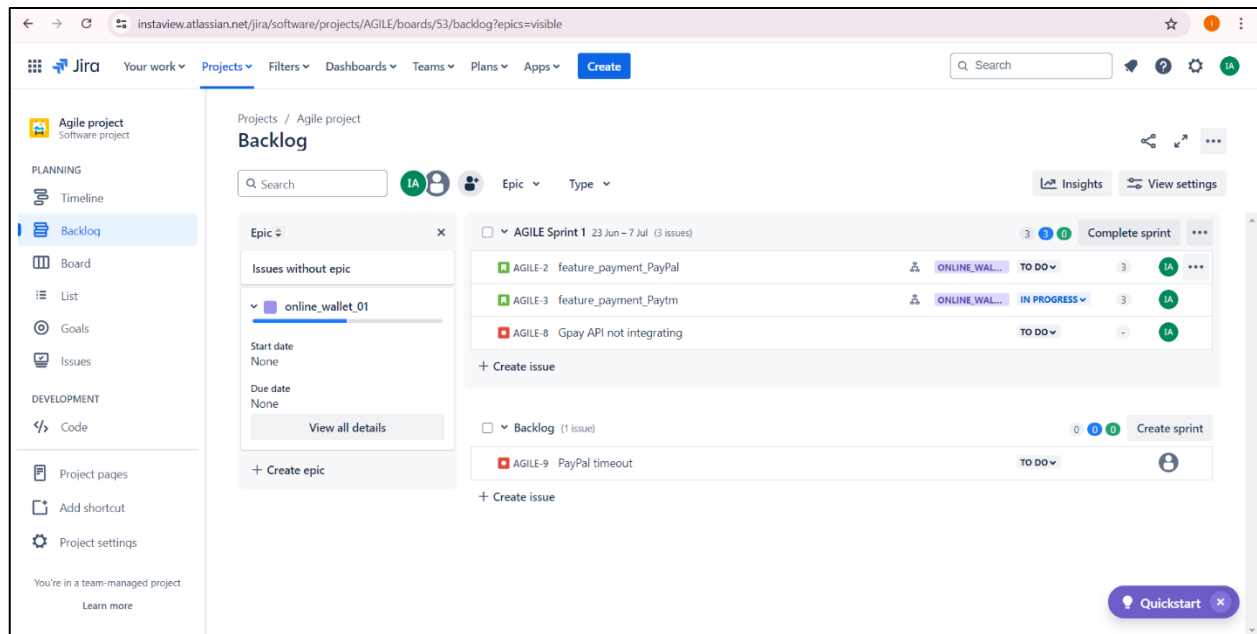 instaview.atlassian.net/jira/software/projects/AGILE/boards/53/backlog?epics=visible
I
Jira Your work Projects Filters Dashboards Teams Plans Apps Create Search IA
Agile project
Software project
PLANNING
Timeline
Backlog
Board
List
Goals
Issues
DEVELOPMENT
Code
Project pages
Add shortcut
Project settings
You're in a team-managed project
Learn more
Projects / Agile project
Backlog
Search IA Epic Type Insights View settings
Epic
Issues without epic
online_wallet_01
Start date
None
Due date
None
View all details
+ Create epic
AGILE Sprint 1 23 Jun – 7 Jul (3 issues) 3 3 0 Complete sprint
AGILE-2 feature_payment_PayPal ONLINE_WAL... TO DO 3 IA
AGILE-3 feature_payment_Paytm ONLINE_WAL... IN PROGRESS 3 IA
AGILE-8 Gpay API not integrating TO DO - IA
+ Create issue
Backlog (1 issue) 0 0 0 Create sprint
AGILE-9 PayPal timeout TO DO
+ Create issue
Quickstart